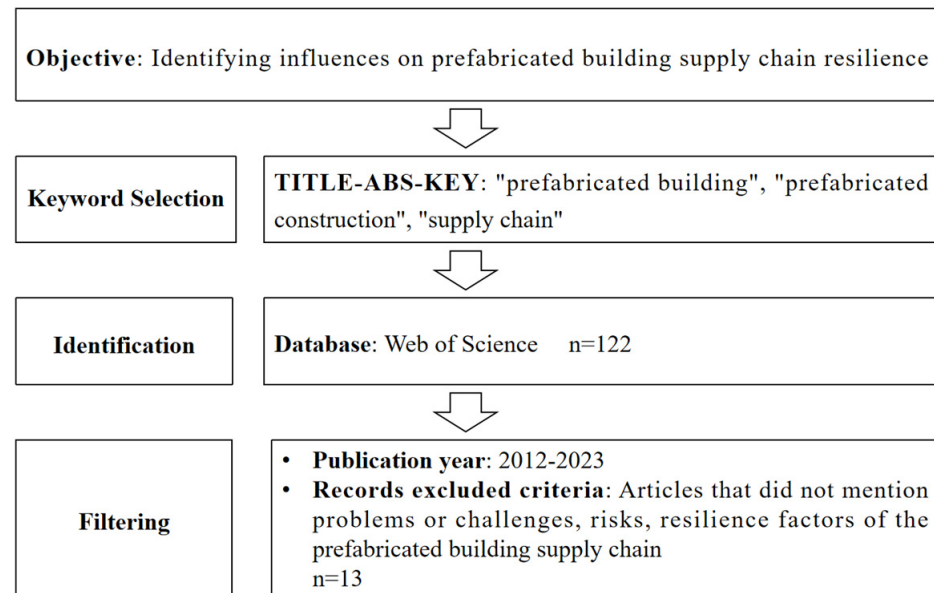 Objective: Identifying influences on prefabricated building supply chain resilience
Keyword Selection
TITLE-ABS-KEY: "prefabricated building", "prefabricated
construction", "supply chain"
Identification
Database: Web of Science n=122
Filtering
• Publication year: 2012-2023
• Records excluded criteria: Articles that did not mention
problems or challenges, risks, resilience factors of the
prefabricated building supply chain
n=13